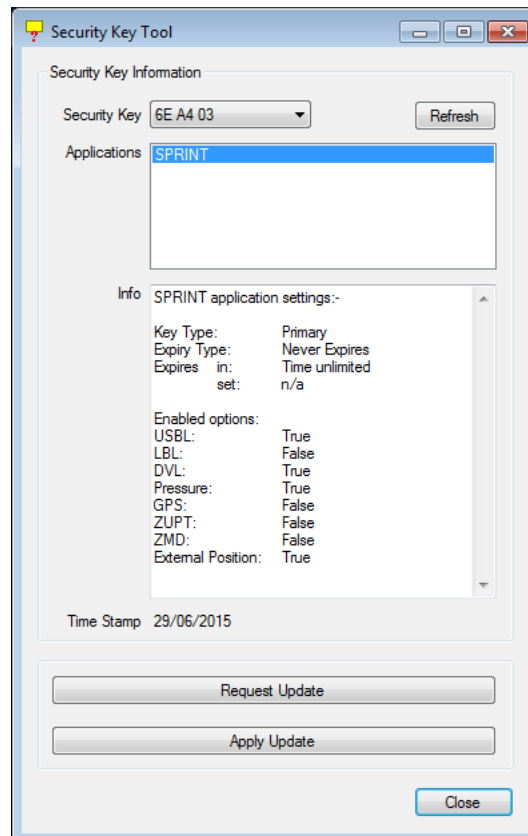 Security Key Tool
Security Key Information
Security Key 6E A4 03 Refresh
Applications SPRINT
Info SPRINT application settings:-
Key Type: Primary
Expiry Type: Never Expires
Expires in: Time unlimited
set: n/a
Enabled options:
USBL: True
LBL: False
DVL: True
Pressure: True
GPS: False
ZUPT: False
ZMD: False
External Position: True
Time Stamp 29/06/2015
Request Update
Apply Update
Close